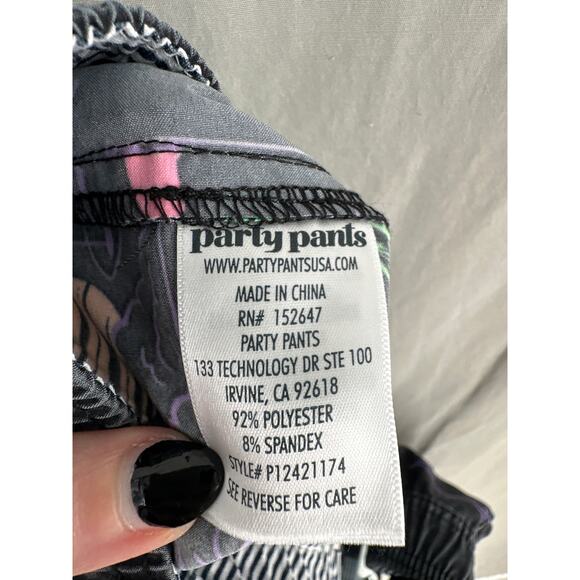 party pants
WWW.PARTYPANTSUSA.COM
MADE IN CHINA
RN# 152647
PARTY PANTS
133 TECHNOLOGY DR STE 100
IRVINE, CA 92618
92% POLYESTER
8% SPANDEX
STYLE# P12421174
SEE REVERSE FOR CARE